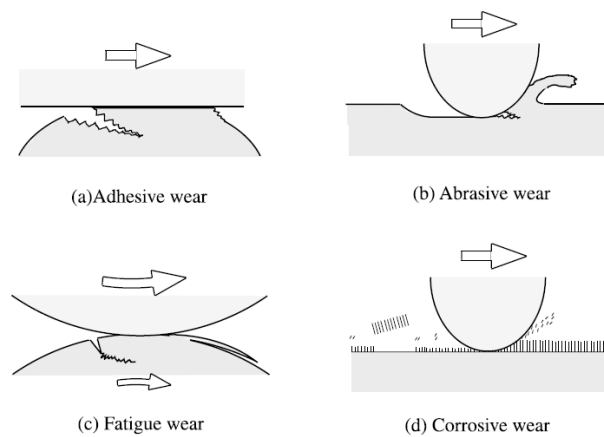 (a)Adhesive wear
(b) Abrasive wear
(c) Fatigue wear
(d) Corrosive wear